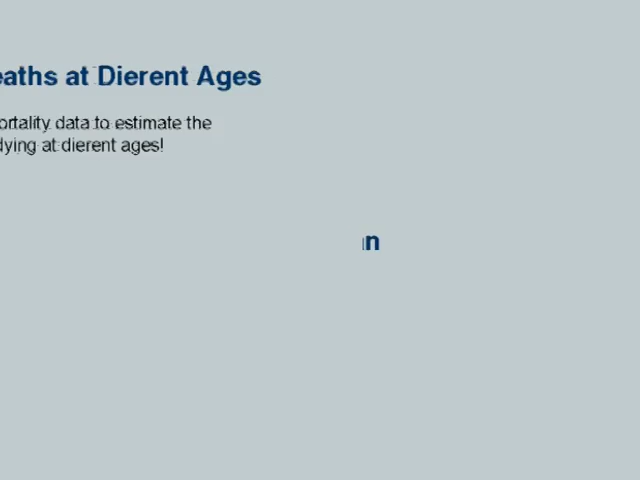 eaths at Dierent Ages
ortality data to estimate the
dying at dierent ages!
n